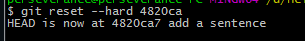 $ git reset --hard 4820ca
HEAD is now at 4820ca7 add a sentence